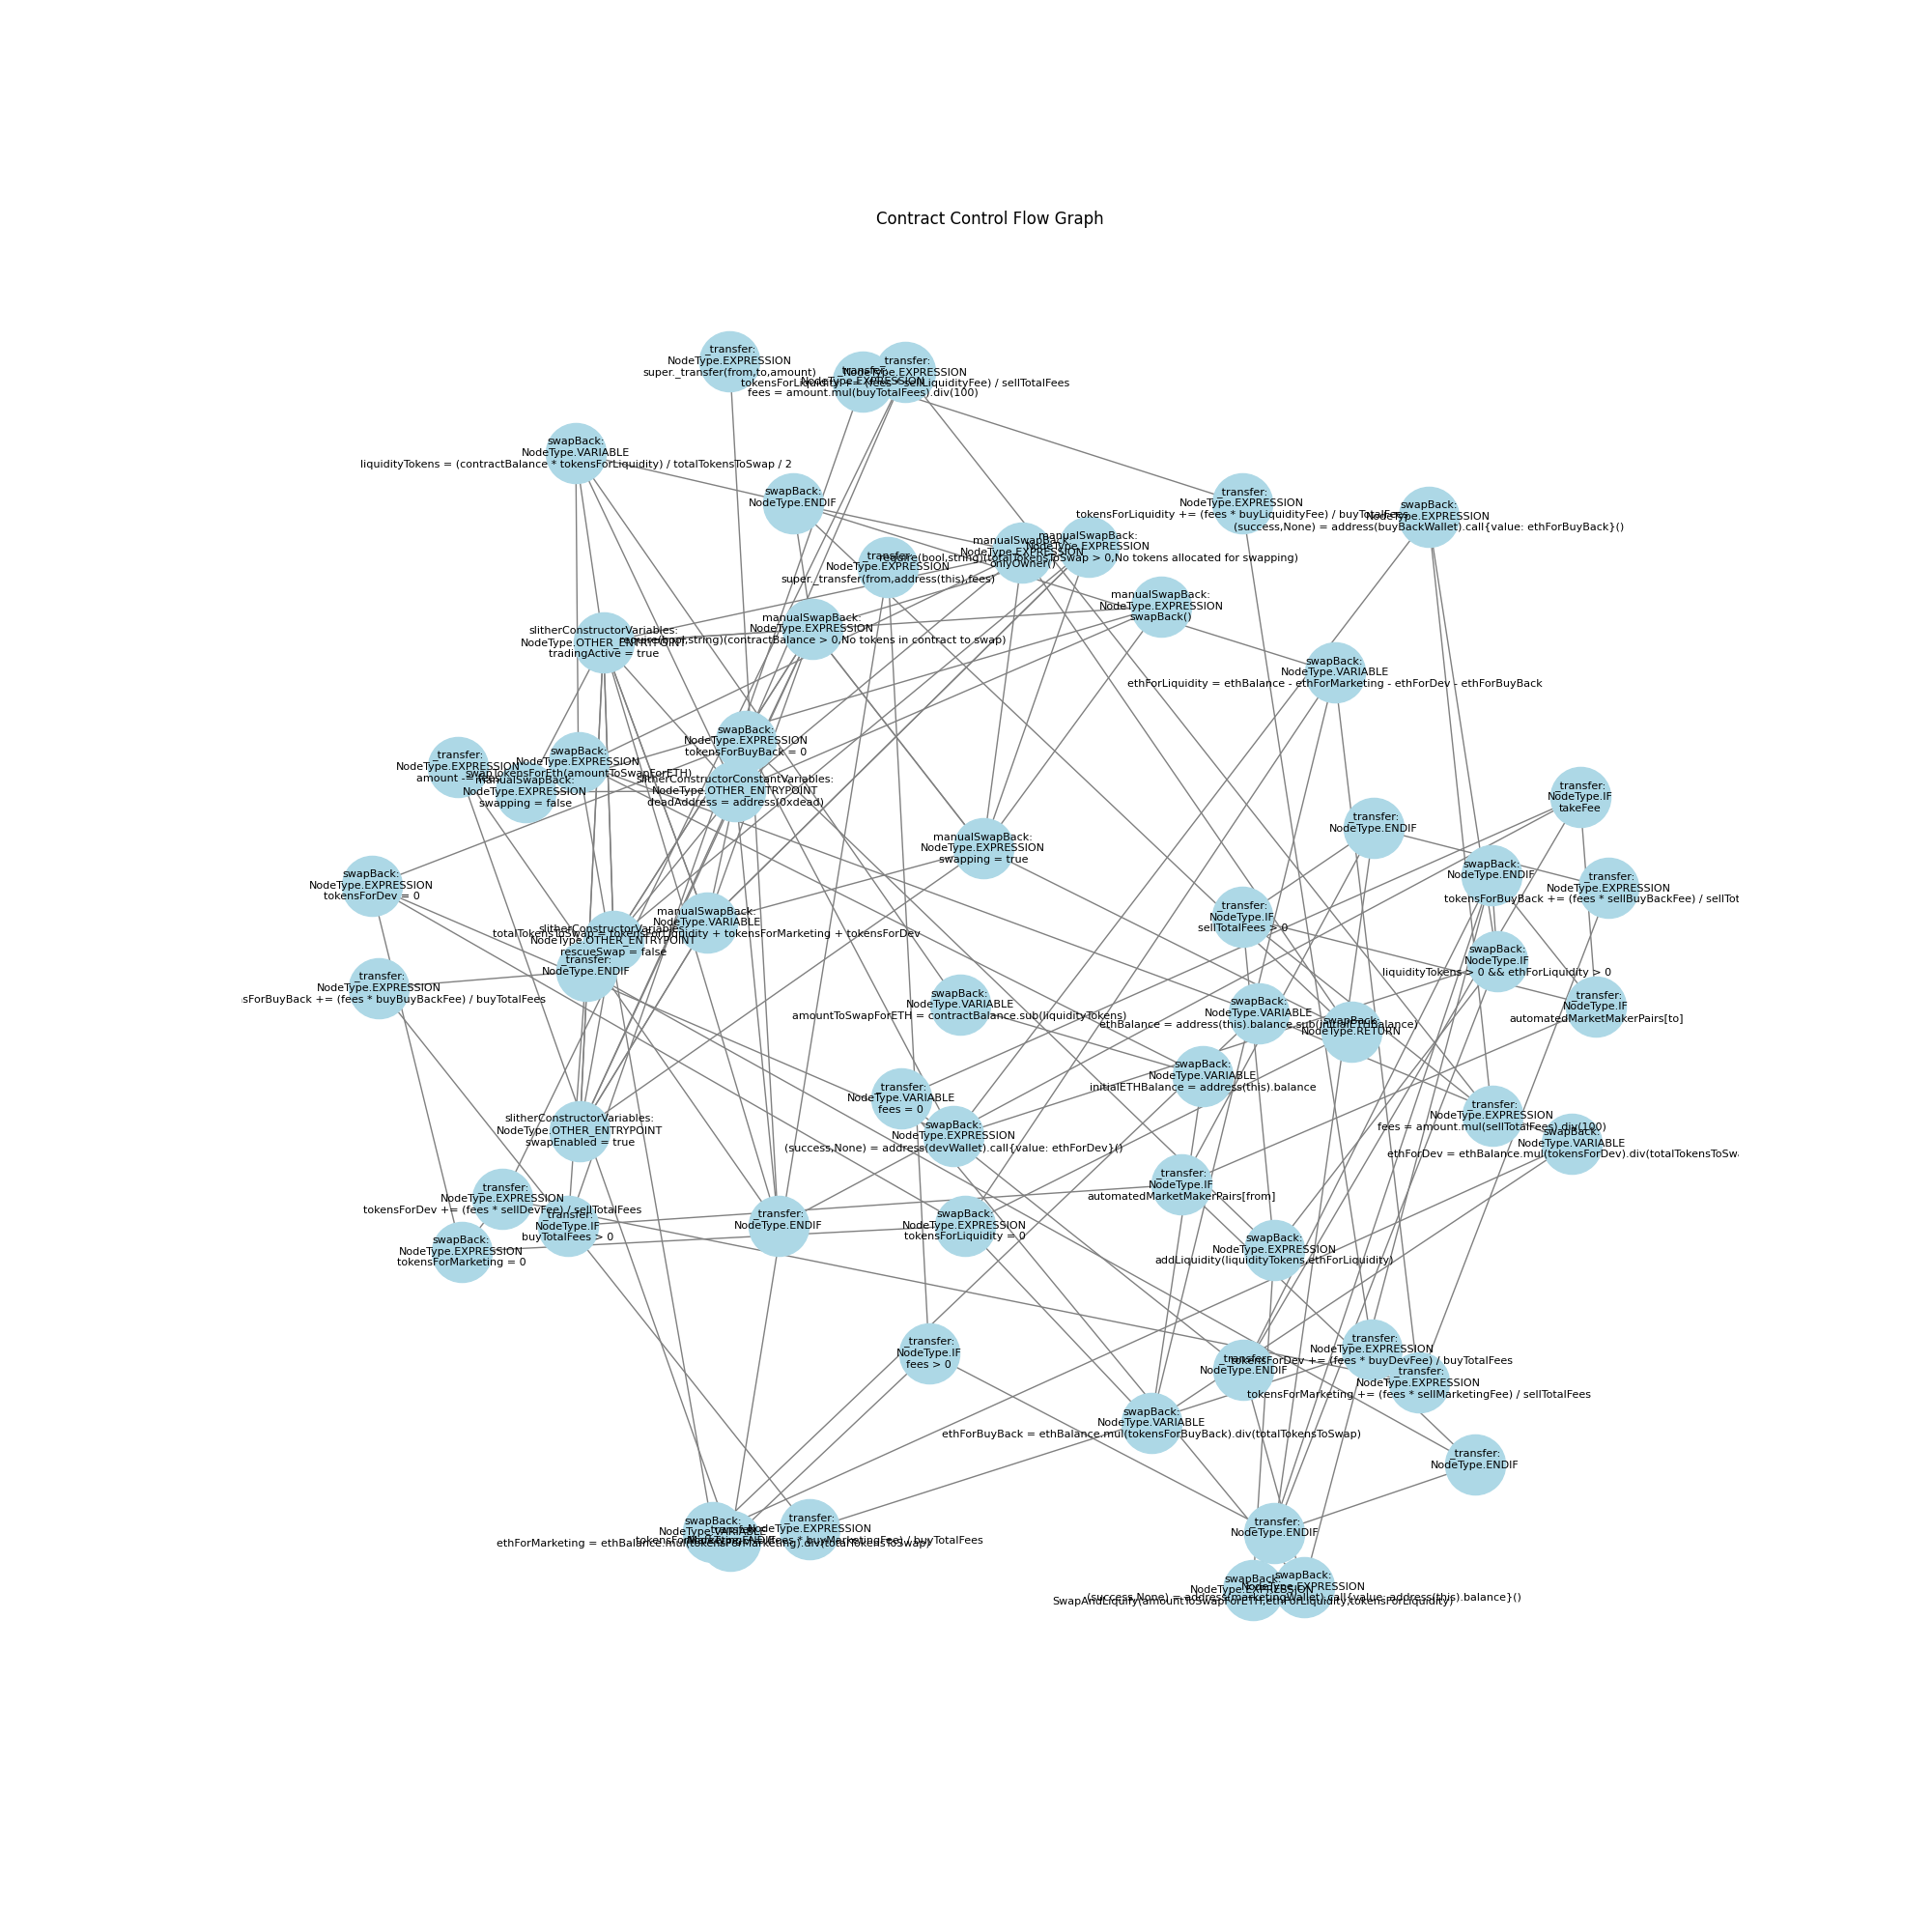 Contract Control Flow Graph
_transfer:
NodeType.EXPRESSION
super._transfer(from,to,amount)
_transfer:
NodeType.EXPRESSION
tokensForLiquidity += (fees * sellLiquidityFee) / sellTotalFees
_transfer:
NodeType.EXPRESSION
fees = amount.mul(buyTotalFees).div(100)
swapBack:
NodeType.VARIABLE
liquidityTokens = (contractBalance * tokensForLiquidity) / totalTokensToSwap / 2
swapBack:
NodeType.ENDIF
_transfer:
NodeType.EXPRESSION
tokensForLiquidity += (fees * buyLiquidityFee) / buyTotalFees
swapBack:
NodeType.EXPRESSION
(success,None) = address(buyBackWallet).call{value: ethForBuyBack}()
manualSwapBack:
NodeType.EXPRESSION
onlyOwner()
manualSwapBack:
NodeType.EXPRESSION
require(bool,string)(totalTokensToSwap > 0,No tokens allocated for swapping)
_transfer:
NodeType.EXPRESSION
super._transfer(from,address(this),fees)
manualSwapBack:
NodeType.EXPRESSION
swapBack()
manualSwapBack:
NodeType.EXPRESSION
require(bool,string)(contractBalance > 0,No tokens in contract to swap)
slitherConstructorVariables:
NodeType.OTHER_ENTRYPOINT
tradingActive = true
swapBack:
NodeType.VARIABLE
ethForLiquidity = ethBalance - ethForMarketing - ethForDev - ethForBuyBack
swapBack:
NodeType.EXPRESSION
tokensForBuyBack = 0
_transfer:
NodeType.EXPRESSION
amount -=
swapBack:
NodeType.EXPRESSION
swapTokensForEth(amountToSwapForETH)
manualSwapBack:
NodeType.EXPRESSION
swapping = false
slitherConstructorConstantVariables:
NodeType.OTHER_ENTRYPOINT
deadAddress = address(0xdead)
_transfer:
NodeType.IF
takeFee
_transfer:
NodeType.ENDIF
manualSwapBack:
NodeType.EXPRESSION
swapping = true
swapBack:
NodeType.EXPRESSION
tokensForDev = 0
swapBack:
NodeType.ENDIF
_transfer:
NodeType.EXPRESSION
tokensForBuyBack += (fees * sellBuyBackFee) / sellTot
manualSwapBack:
NodeType.VARIABLE
totalTokensToSwap = tokensForLiquidity + tokensForMarketing + tokensForDev
_transfer:
NodeType.IF
sellTotalFees > 0
slitherConstructorVariables:
NodeType.OTHER_ENTRYPOINT
rescueSwap = false
_transfer:
NodeType.ENDIF
swapBack:
NodeType.IF
liquidityTokens > 0 && ethForLiquidity > 0
_transfer:
NodeType.EXPRESSION
sForBuyBack += (fees * buyBuyBackFee) / buyTotalFees
swapBack:
NodeType.VARIABLE
amountToSwapForETH = contractBalance.sub(liquidityTokens)
_transfer:
NodeType.IF
automatedMarketMakerPairs[to]
swapBack:
NodeType.VARIABLE
ethBalance = address(this).balance.sub(initialETHBalance)
swapBack:
NodeType.RETURN
swapBack:
NodeType.VARIABLE
initialETHBalance = address(this).balance
_transfer:
NodeType.VARIABLE
fees = 0
swapBack:
NodeType.EXPRESSION
(success,None) = address(devWallet).call{value: ethForDev}()
_transfer:
NodeType.EXPRESSION
fees = amount.mul(sellTotalFees).div(100)
swapBack:
NodeType.VARIABLE
ethForDev = ethBalance.mul(tokensForDev).div(totalTokensToSwa
slitherConstructorVariables:
NodeType.OTHER_ENTRYPOINT
swapEnabled = true
_transfer:
NodeType.IF
automatedMarketMakerPairs[from]
_transfer:
NodeType.EXPRESSION
tokensForDev += (fees * sellDevFee) / sellTotalFees
_transfer:
NodeType.IF
buyTotalFees > 0
_transfer:
NodeType.ENDIF
swapBack:
NodeType.EXPRESSION
tokensForLiquidity = 0
swapBack:
NodeType.EXPRESSION
tokensForMarketing = 0
swapBack:
NodeType.EXPRESSION
addLiquidity(liquidityTokens,ethForLiquidity)
_transfer:
NodeType.IF
fees > 0
_transfer:
NodeType.ENDIF
_transfer:
NodeType.EXPRESSION
tokensForDev += (fees * buyDevFee) / buyTotalFees
_transfer:
NodeType.EXPRESSION
tokensForMarketing += (fees * sellMarketingFee) / sellTotalFees
swapBack:
NodeType.VARIABLE
ethForBuyBack = ethBalance.mul(tokensForBuyBack).div(totalTokensToSwap)
_transfer:
NodeType.ENDIF
swapBack:
NodeType.VARIABLE
ethForMarketing = ethBalance.mul(tokensForMarketing).div(totalTokensToSwap)
_transfer:
NodeType.ENDIF
_transfer:
NodeType.EXPRESSION
tokensForMarketing += (fees * buyMarketingFee) / buyTotalFees
_transfer:
NodeType.ENDIF
swapBack:
NodeType.EXPRESSION
SwapAndLiquify(amountToSwapForETH,ethForLiquidity,tokensForLiquidity)
swapBack:
NodeType.EXPRESSION
(success,None) = address(marketingWallet).call{value: address(this).balance}()